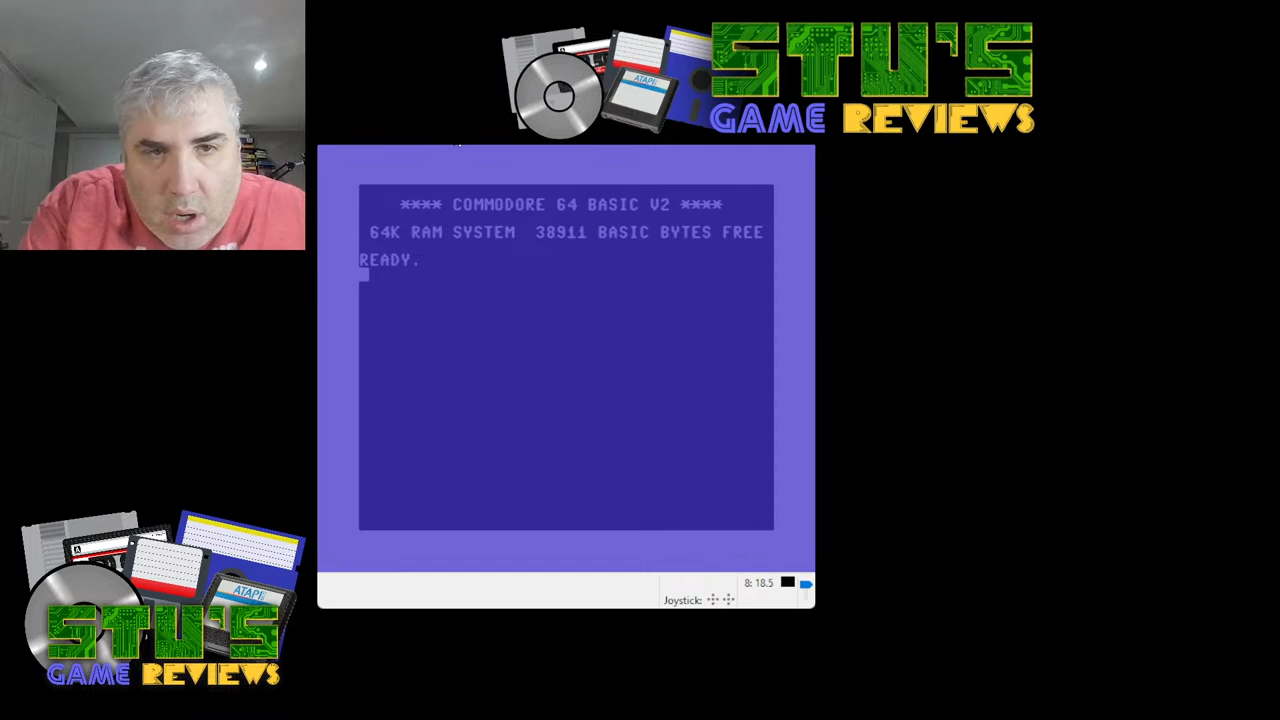 STU'S
GAME REVIEWS
ATARI
**** COMMODORE 64 BASIC V2 ****
64K RAM SYSTEM  38911 BASIC BYTES FREE
READY.
8: 18.5
Joystick:
A
ATARI
STU'S
GAME REVIEWS